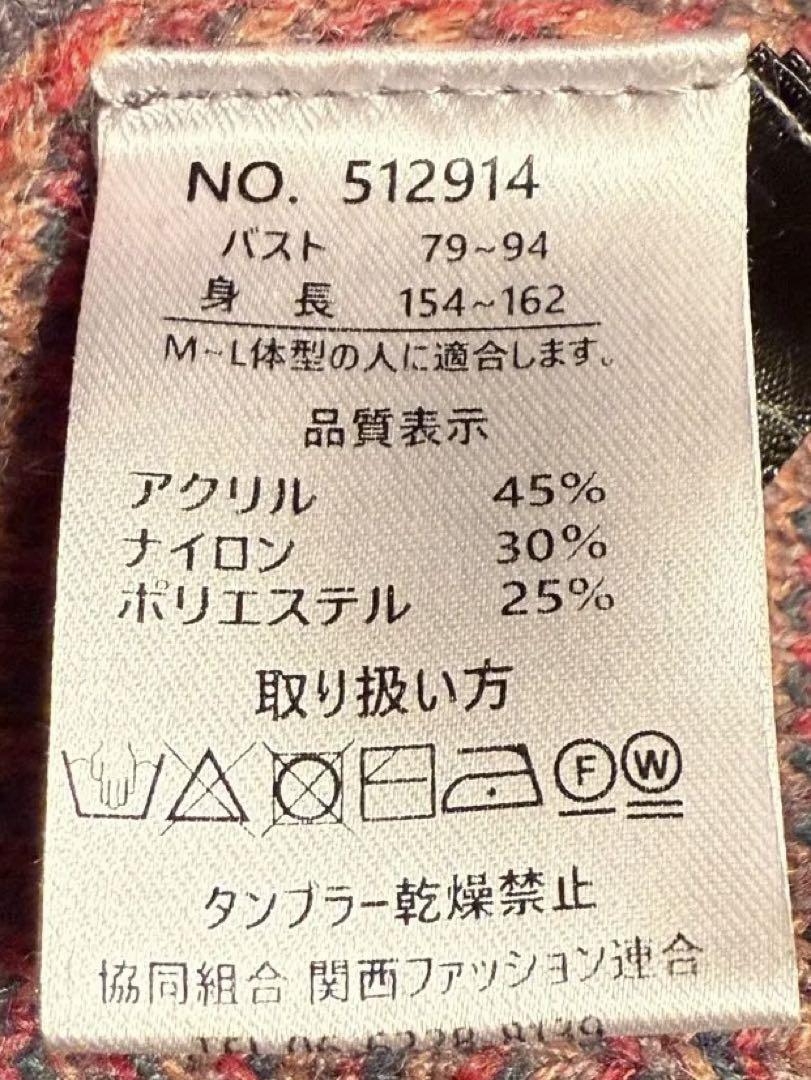 NO. 512914
バスト 79~94
身 長 154~162
M~L体型の人に適合します。
品質表示
アクリル 45%
ナイロン 30%
ポリエステル 25%
取り扱い方
F W
タンブラー乾燥禁止
協同組合 関西ファッション連合
TEL 06-6228-